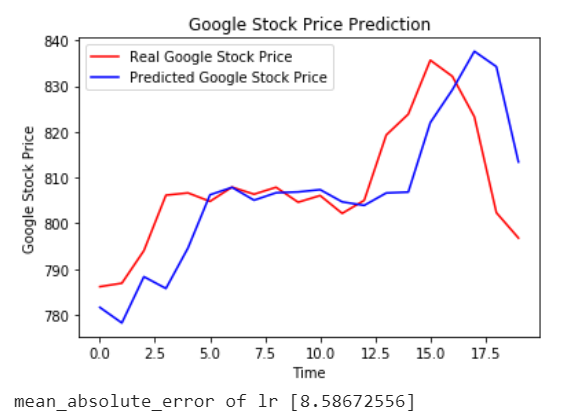 Google Stock Price Prediction
Real Google Stock Price
Predicted Google Stock Price
840
830
820
810
800
790
780
Google Stock Price
0.0 2.5 5.0 7.5 10.0 12.5 15.0 17.5
Time
mean_absolute_error of lr [8.58672556]